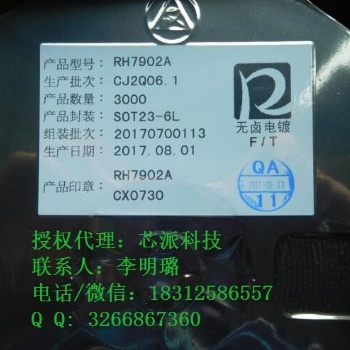 产品型号: RH7902A
生产批次: CJ2Q06.1
产品数量: 3000
产品封装: SOT23-6L
组装批次: 20170700113
生产日期: 2017.08.01
产品印章: RH7902A
CX0730
无卤电镀
F/T
QA
11
授权代理：芯派科技
联系人：李明璐
电话/微信：18312586557
Q Q: 3266867360